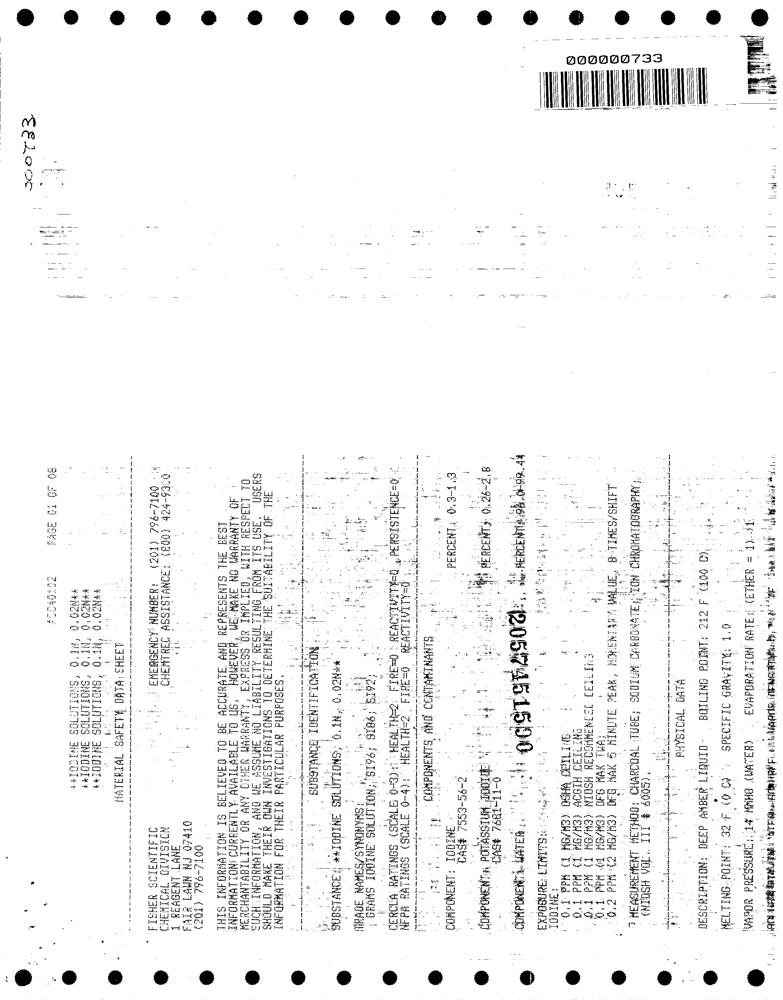 000000733
300733
ACC40102 PAGE 01 OF 08
**IODINE SOLUTIONS, 0.1N, 0.02N**
**IODINE SOLUTIONS, 0.1N, 0.02N**
**IODINE SOLUTIONS, 0.1N, 0.02N**
MATERIAL SAFETY DATA SHEET
FISHER SCIENTIFIC EMERGENCY NUMBER: (201) 796-7100
CHEMICAL DIVISION CHEMTREC ASSISTANCE: (800) 424-9300
1 REAGENT LANE
FAIR LAWN NJ 07410
(201) 796-7100
THIS INFORMATION IS BELIEVED TO BE ACCURATE AND REPRESENTS THE BEST
INFORMATION CURRENTLY AVAILABLE TO US. HOWEVER, WE MAKE NO WARRANTY OF
MERCHANTABILITY OR ANY OTHER WARRANTY, EXPRESS OR IMPLIED, WITH RESPECT TO
SUCH INFORMATION, AND WE ASSUME NO LIABILITY RESULTING FROM ITS USE. USERS
SHOULD MAKE THEIR OWN INVESTIGATIONS TO DETERMINE THE SUITABILITY OF THE
INFORMATION FOR THEIR PARTICULAR PURPOSES.
SUBSTANCE IDENTIFICATION
SUBSTANCE: **IODINE SOLUTIONS, 0.1N, 0.02N**
TRADE NAMES/SYNONYMS:
GRAMS IODINE SOLUTION; SI96; SI86; SI92;
CERCLA RATINGS (SCALE 0-3): HEALTH=2 FIRE=0 REACTIVITY=0 PERSISTENCE=0
NFPA RATINGS (SCALE 0-4): HEALTH=2 FIRE=0 REACTIVITY=0
COMPONENTS AND CONTAMINANTS
COMPONENT: IODINE PERCENT: 0.3-1.3
CAS# 7553-56-2
COMPONENT: POTASSIUM IODIDE PERCENT: 0.26-2.8
CAS# 7681-11-0
2057451500
COMPONENT: WATER PERCENT: 96.0-99.44
EXPOSURE LIMITS:
IODINE:
0.1 PPM (1 MG/M3) OSHA CEILING
0.1 PPM (1 MG/M3) ACGIH CEILING
0.1 PPM (1 MG/M3) NIOSH RECOMMENDED CEILING
0.1 PPM (1 MG/M3) DFG MAK TWA;
0.2 PPM (2 MG/M3) DFG MAK 5 MINUTE PEAK, MOMENTARY VALUE, 8 TIMES/SHIFT
MEASUREMENT METHOD: CHARCOAL TUBE; SODIUM CARBONATE; ION CHROMATOGRAPHY;
(NIOSH VOL. III # 6005).
PHYSICAL DATA
DESCRIPTION: DEEP AMBER LIQUID BOILING POINT: 212 F (100 C)
MELTING POINT: 32 F (0 C) SPECIFIC GRAVITY: 1.0
VAPOR PRESSURE: 14 MMHG (WATER) EVAPORATION RATE: (ETHER = 1)